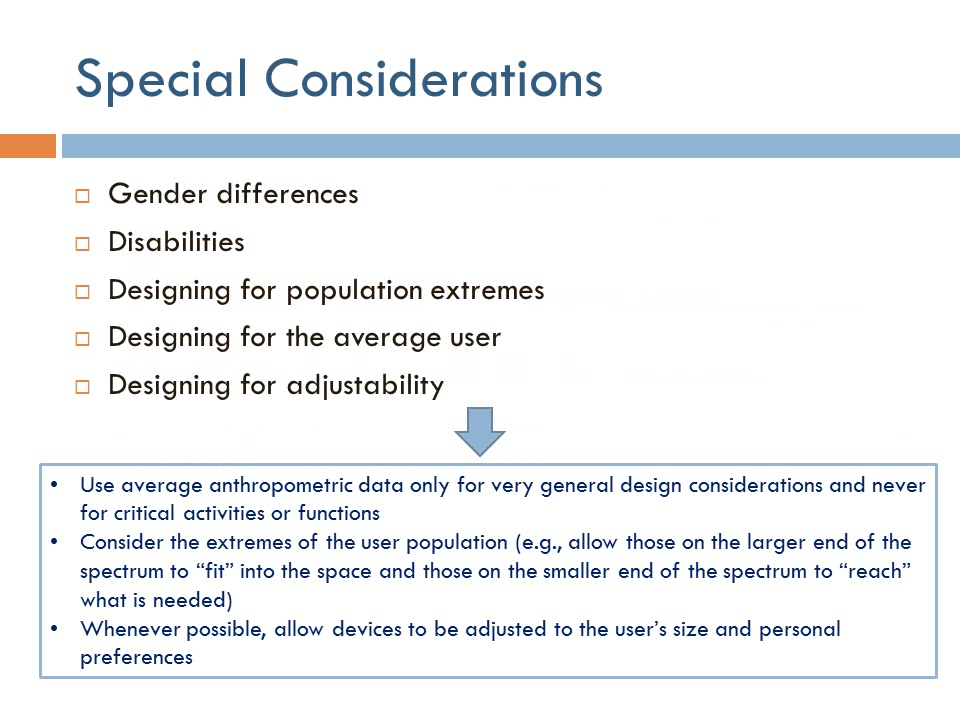 Special Considerations
Gender differences
Disabilities
Designing for population extremes
Designing for the average user
Designing for adjustability
• Use average anthropometric data only for very general design considerations and never
for critical activities or functions
• Consider the extremes of the user population (e.g., allow those on the larger end of the
spectrum to “fit” into the space and those on the smaller end of the spectrum to “reach”
what is needed)
• Whenever possible, allow devices to be adjusted to the user’s size and personal
preferences